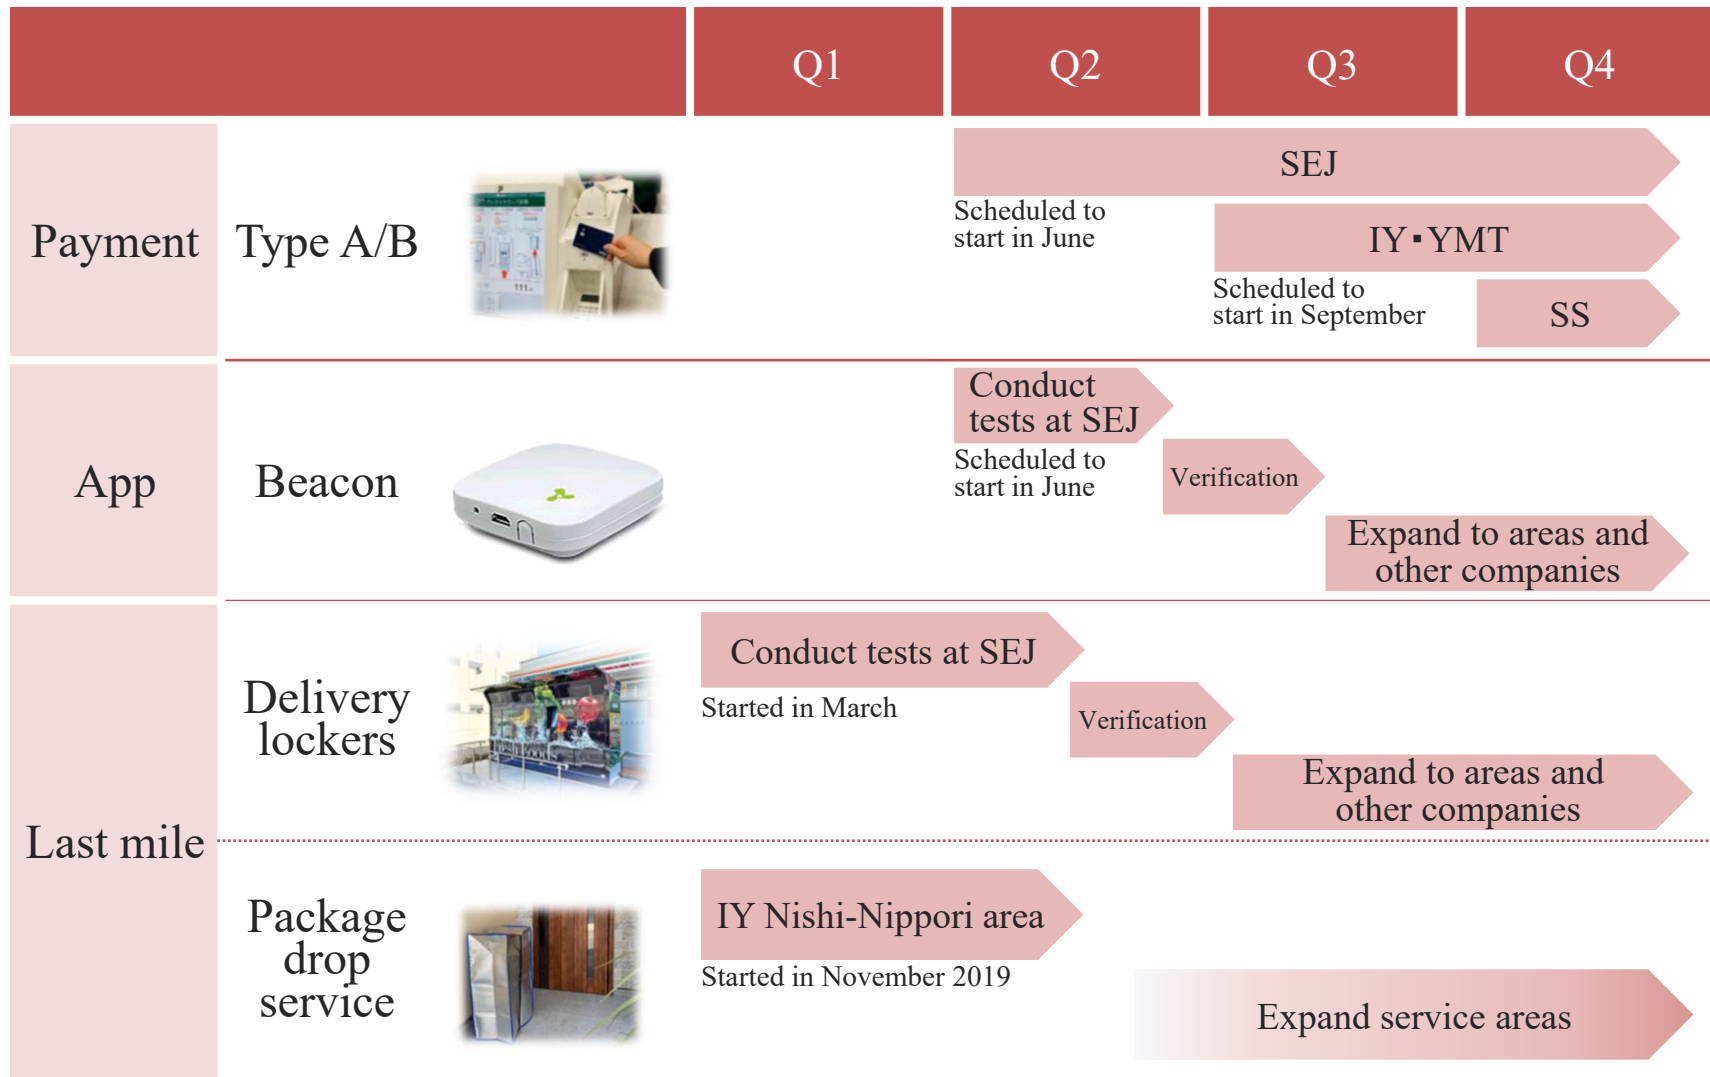 Q1
Q2
Q3
Q4
Payment
Type A/B
SEJ
Scheduled to
start in June
IY・YMT
Scheduled to
start in September
SS
App
Beacon
Conduct
tests at SEJ
Scheduled to
start in June
Verification
Expand to areas and
other companies
Last mile
Delivery
lockers
Conduct tests at SEJ
Started in March
Verification
Expand to areas and
other companies
Package
drop
service
IY Nishi-Nippori area
Started in November 2019
Expand service areas